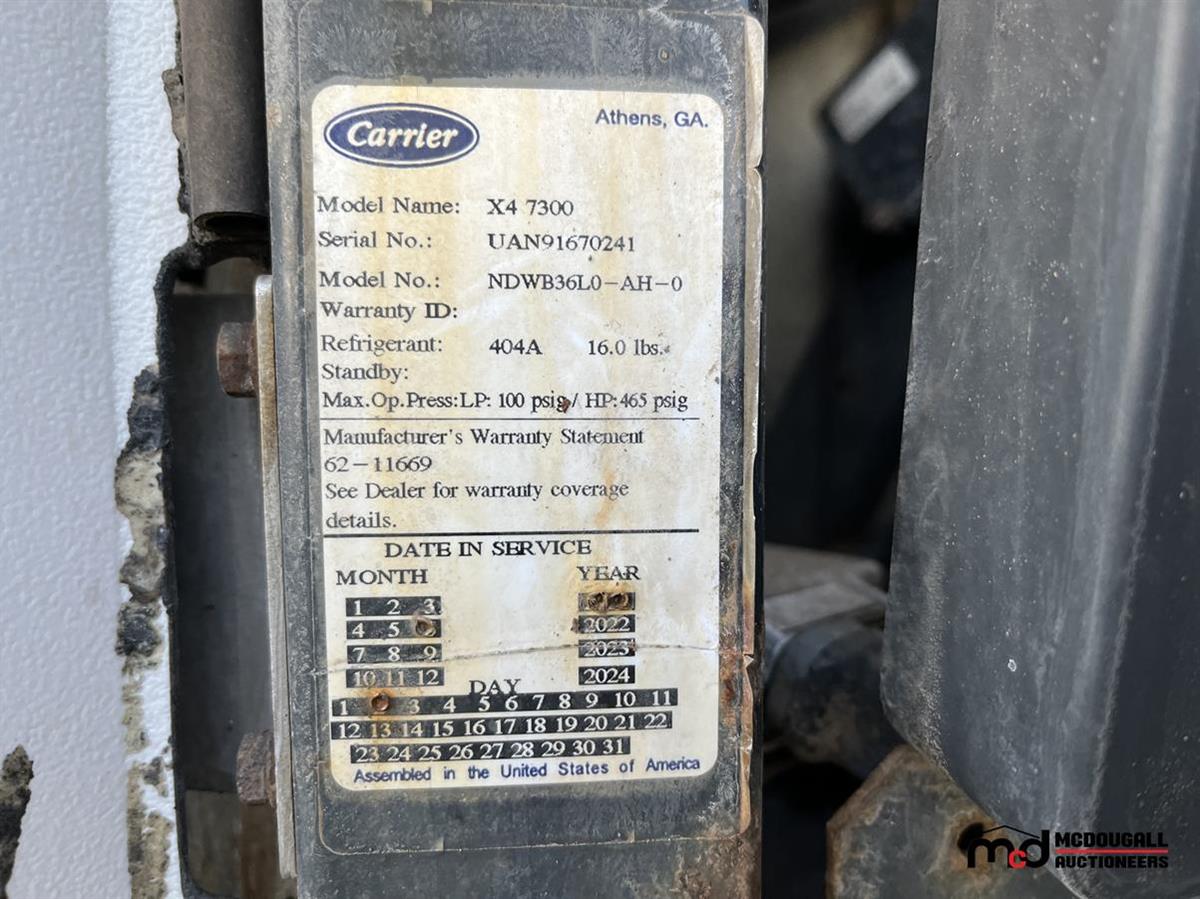 Carrier
Athens, GA.
Model Name: X4 7300
Serial No.: UAN91670241
Model No.: NDWB36L0-AH-0
Warranty ID:
Refrigerant: 404A 16.0 lbs.
Standby:
Max.Op.Press:LP: 100 psig/ HP:465 psig
Manufacturer's Warranty Statement
62-11669
See Dealer for warranty coverage
details.
DATE IN SERVICE
MONTH YEAR
1 2 3
4 5 2022
7 8 9 2023
10 11 12 2024
DAY
1 3 4 5 6 7 8 9 10 11
12 13 14 15 16 17 18 19 20 21 22
23 24 25 26 27 28 29 30 31
Assembled in the United States of America
mcd MCDOUGALL
AUCTIONEERS